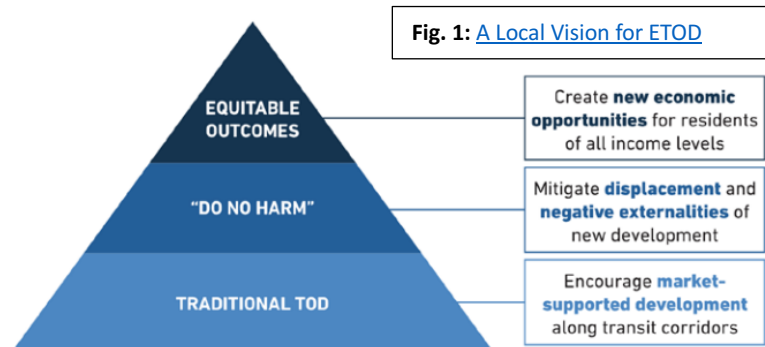 Fig. 1: A Local Vision for ETOD
EQUITABLE
OUTCOMES
Create new economic
opportunities for residents
of all income levels
"DO NO HARM"
Mitigate displacement and
negative externalities of
new development
TRADITIONAL TOD
Encourage market-
supported development
along transit corridors